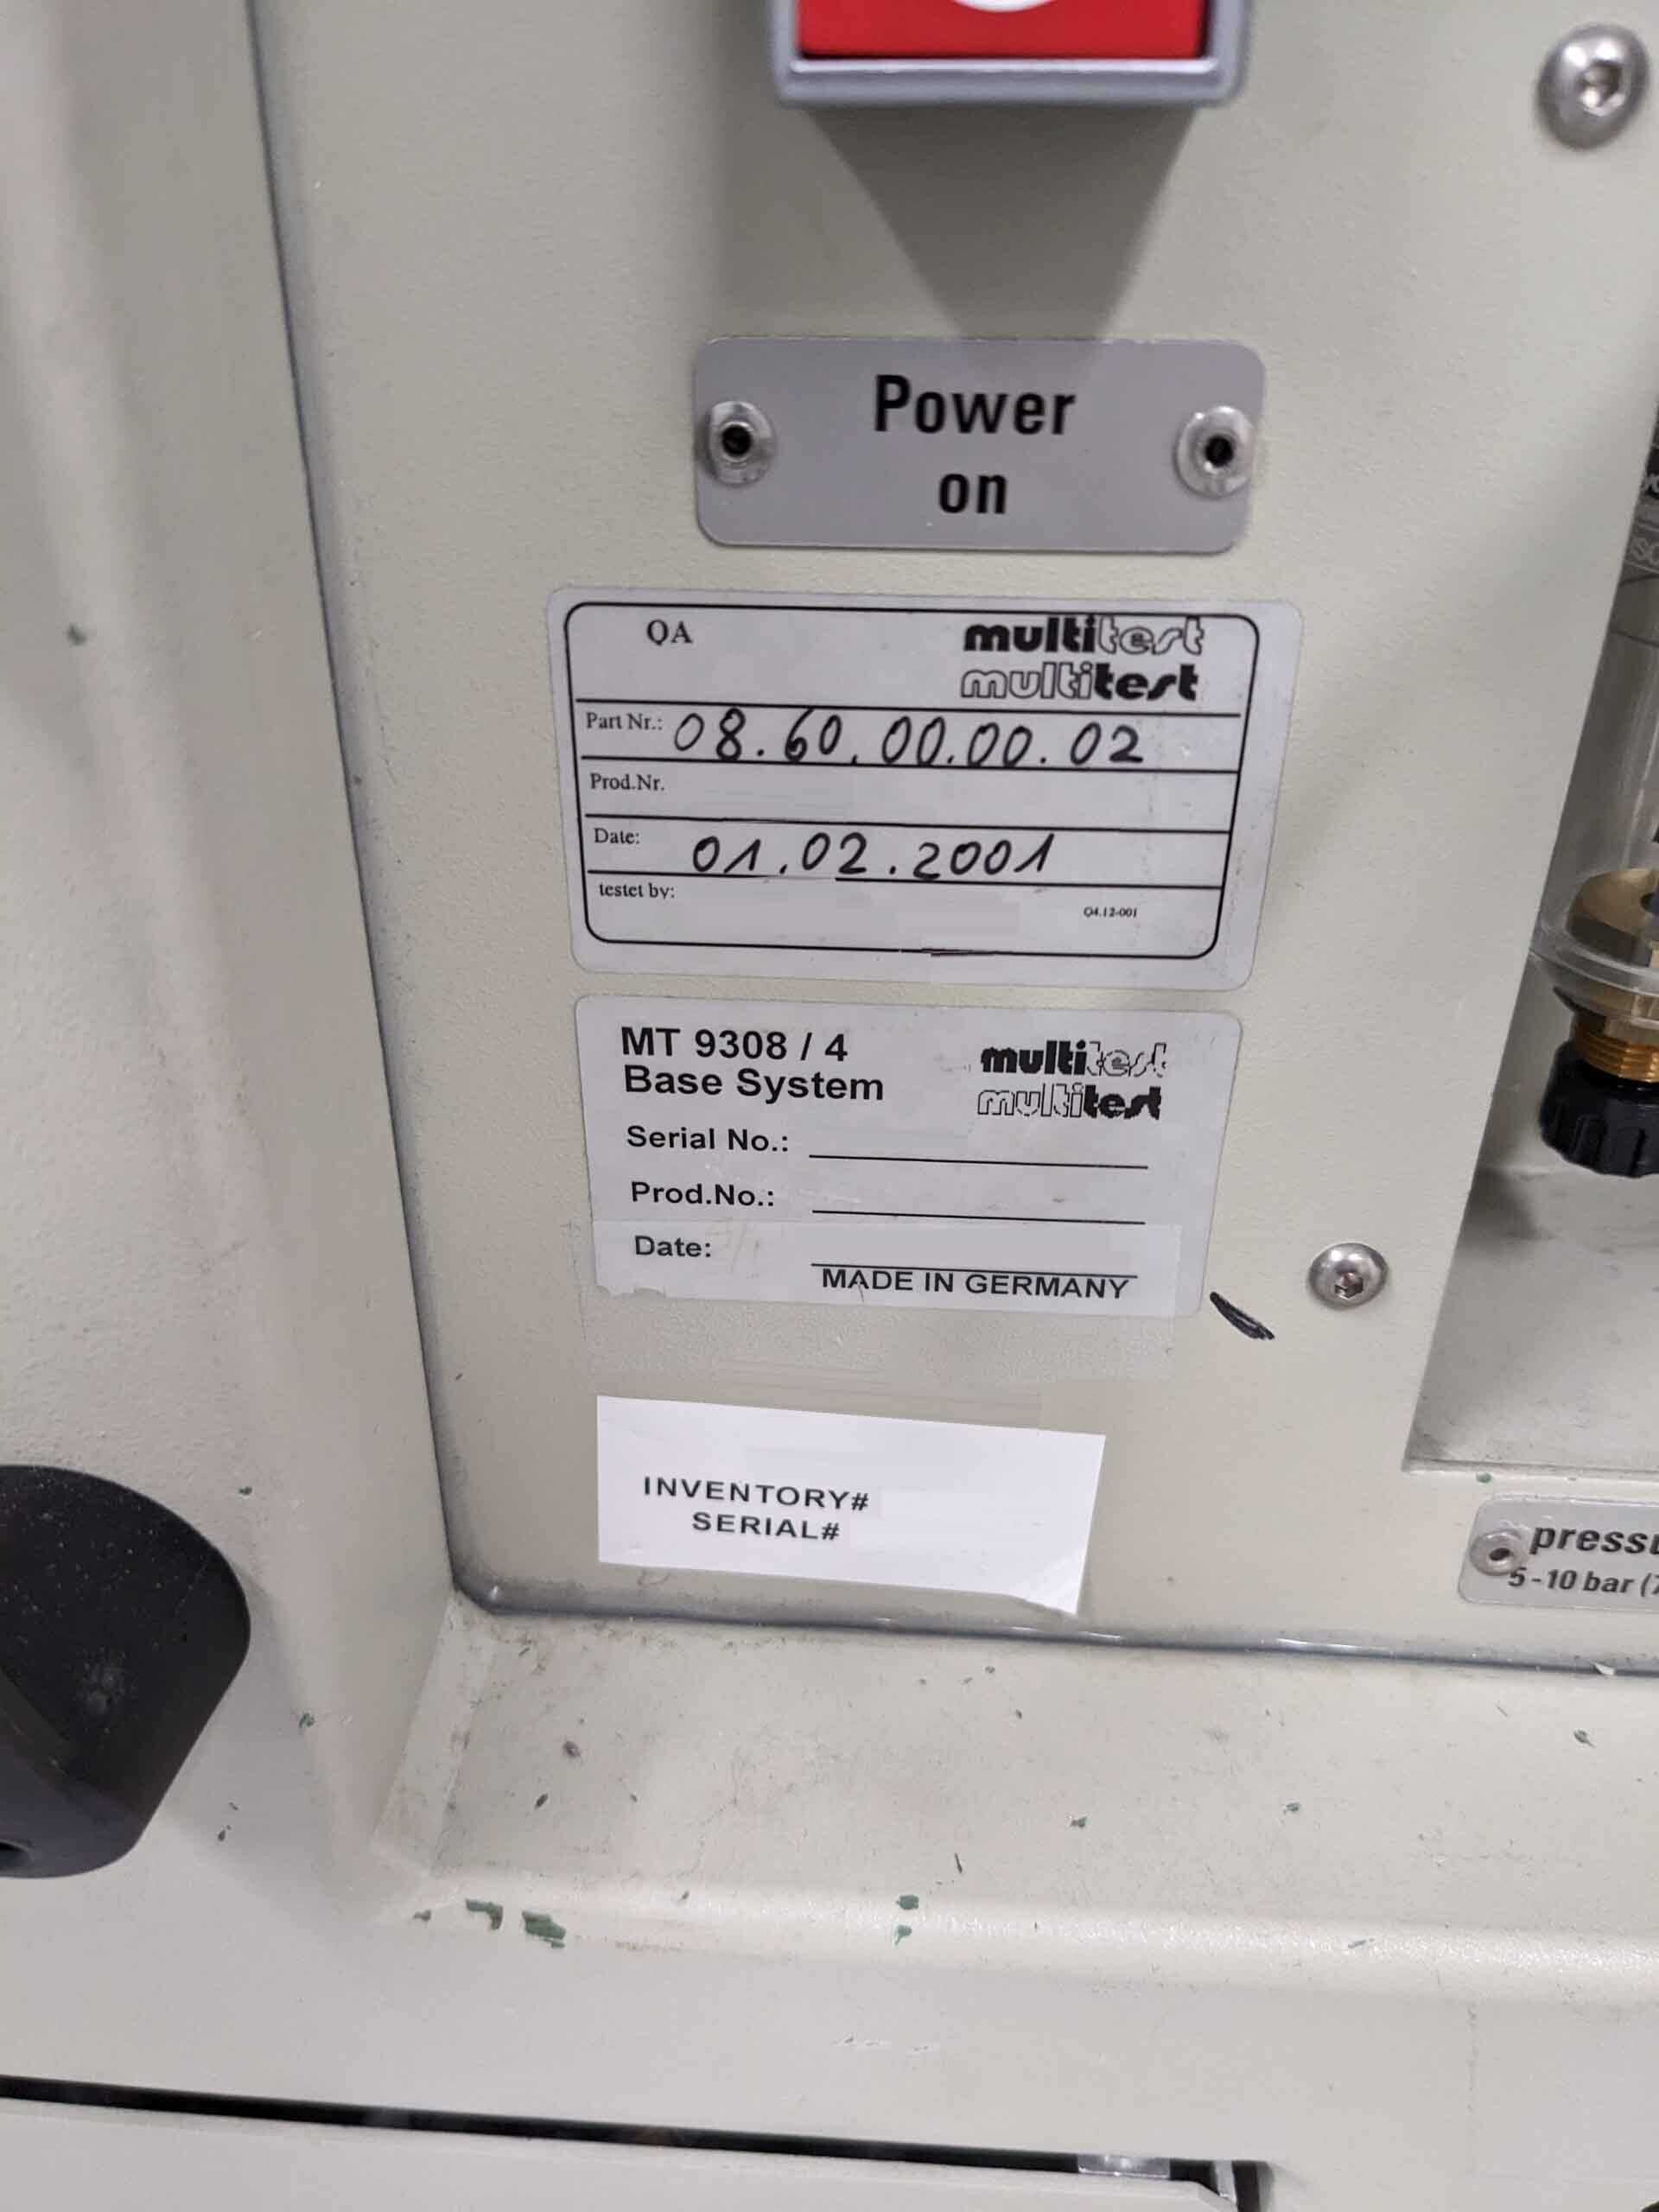 Power
on
QA
multitest
multitest
Part Nr.: 08.60.00.00.02
Prod.Nr.
Date: 01.02.2001
testet by:
Q4.12-001
MT 9308 / 4
Base System
multitest
multitest
Serial No.:
Prod.No.:
Date:
MADE IN GERMANY
INVENTORY#
SERIAL#
5-10 bar